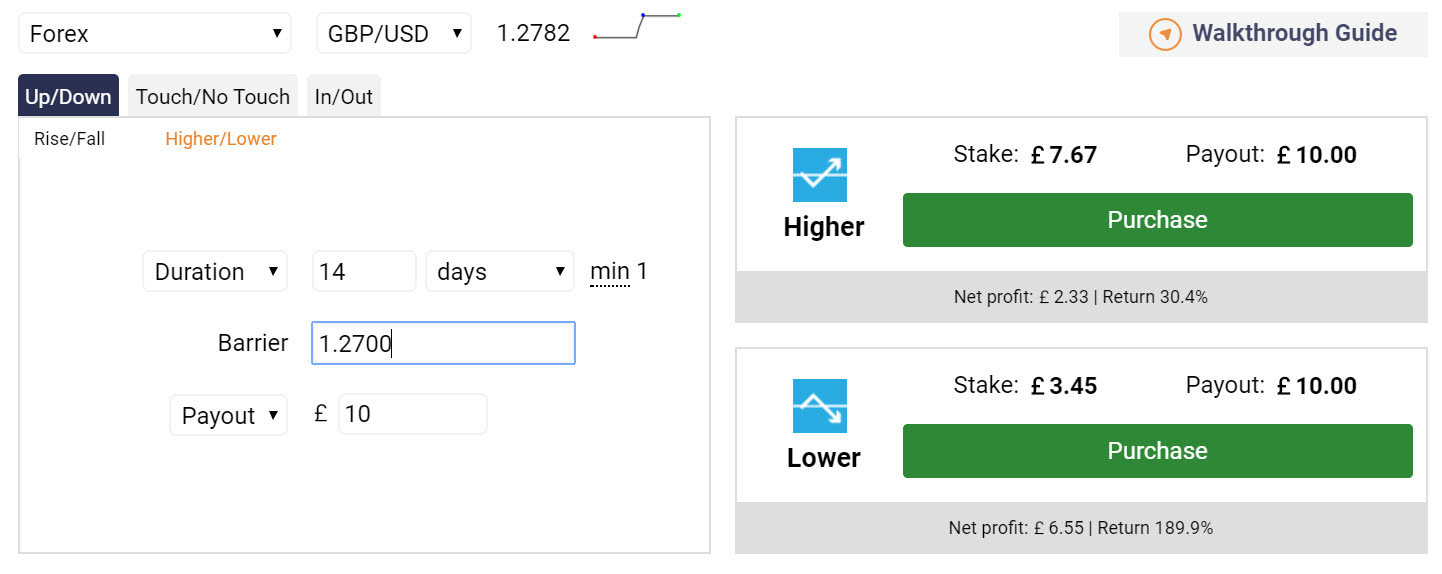 Forex GBP/USD 1.2782 Walkthrough Guide
Up/Down Touch/No Touch In/Out
Rise/Fall Higher/Lower
Duration 14 days min 1
Barrier 1.2700
Payout £ 10
Stake: £ 7.67 Payout: £ 10.00
Higher Purchase
Net profit: £ 2.33 | Return 30.4%
Stake: £ 3.45 Payout: £ 10.00
Lower Purchase
Net profit: £ 6.55 | Return 189.9%